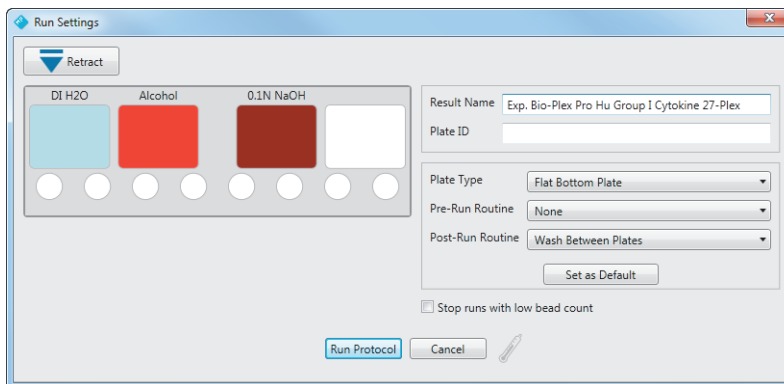 Run Settings
Retract
DI H2O Alcohol 0.1N NaOH
Result Name Exp. Bio-Plex Pro Hu Group I Cytokine 27-Plex
Plate ID
Plate Type Flat Bottom Plate
Pre-Run Routine None
Post-Run Routine Wash Between Plates
Set as Default
Stop runs with low bead count
Run Protocol Cancel